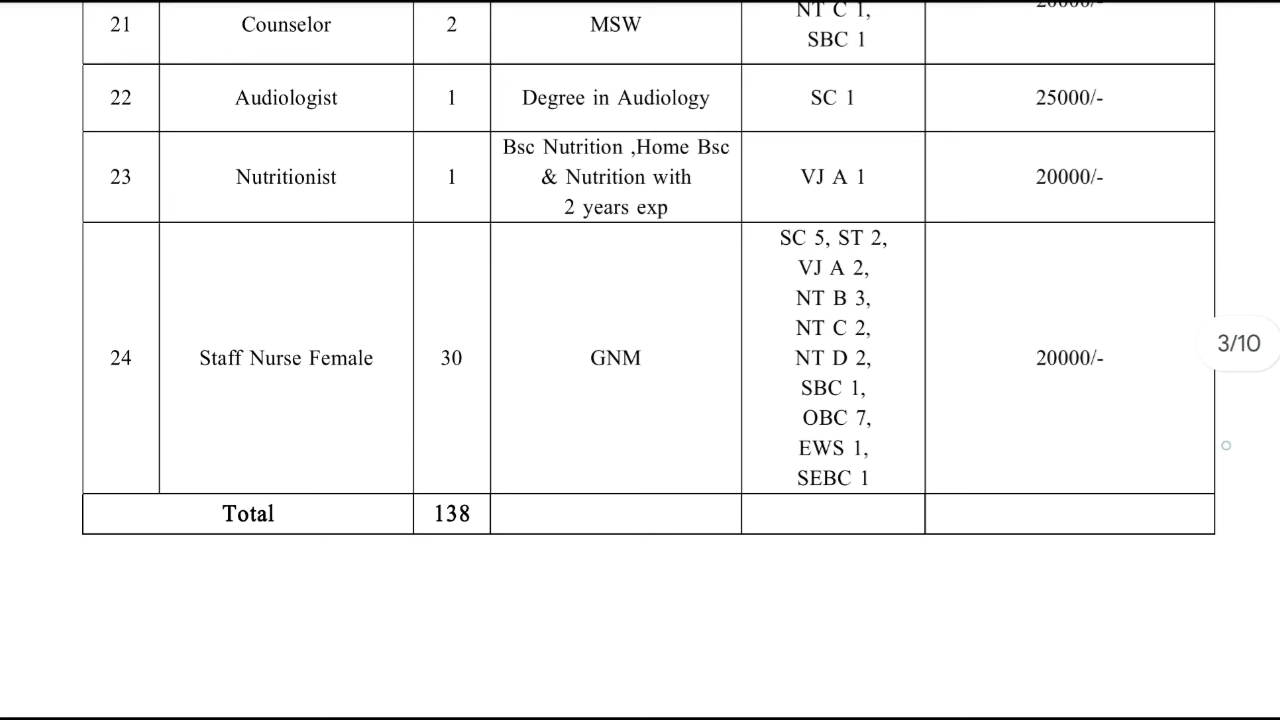 NT C 1,
21 Counselor 2 MSW
SBC 1
22 Audiologist 1 Degree in Audiology SC 1 25000/-
Bsc Nutrition ,Home Bsc
23 Nutritionist 1 & Nutrition with VJ A 1 20000/-
2 years exp
SC 5, ST 2,
VJ A 2,
NT B 3,
NT C 2,
3/10
24 Staff Nurse Female 30 GNM NT D 2, 20000/-
SBC 1,
OBC 7,
EWS 1,
SEBC 1
Total 138